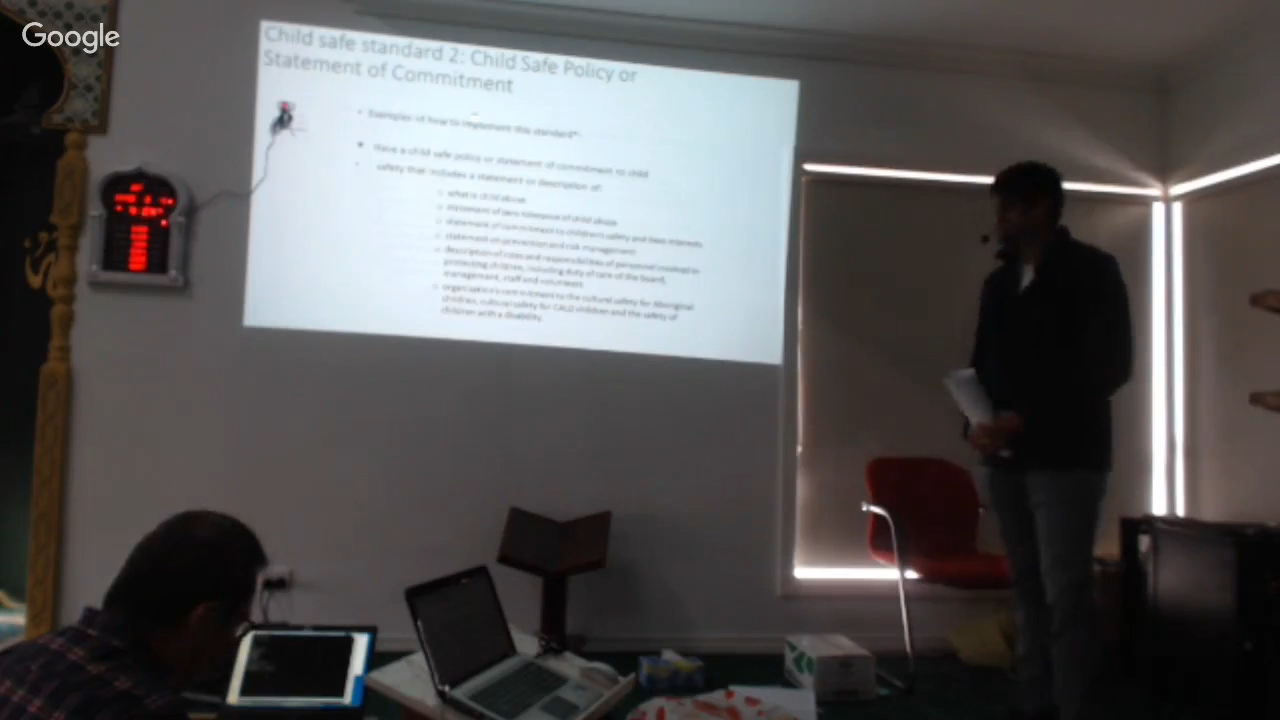 Google
Child safe standard 2: Child Safe Policy or
Statement of Commitment
Examples of how to implement this standard*:
Have a child safe policy or statement of commitment to child
safety that includes a statement or description of:
what is child abuse
statement of zero tolerance of child abuse
statement of commitment to children's safety and best interests
statement on prevention and risk management
description of roles and responsibilities of personnel involved in
protecting children, including duty of care of the board,
management, staff and volunteers
organisation's commitment to the cultural safety for Aboriginal
children, cultural safety for CALD children and the safety of
children with a disability.